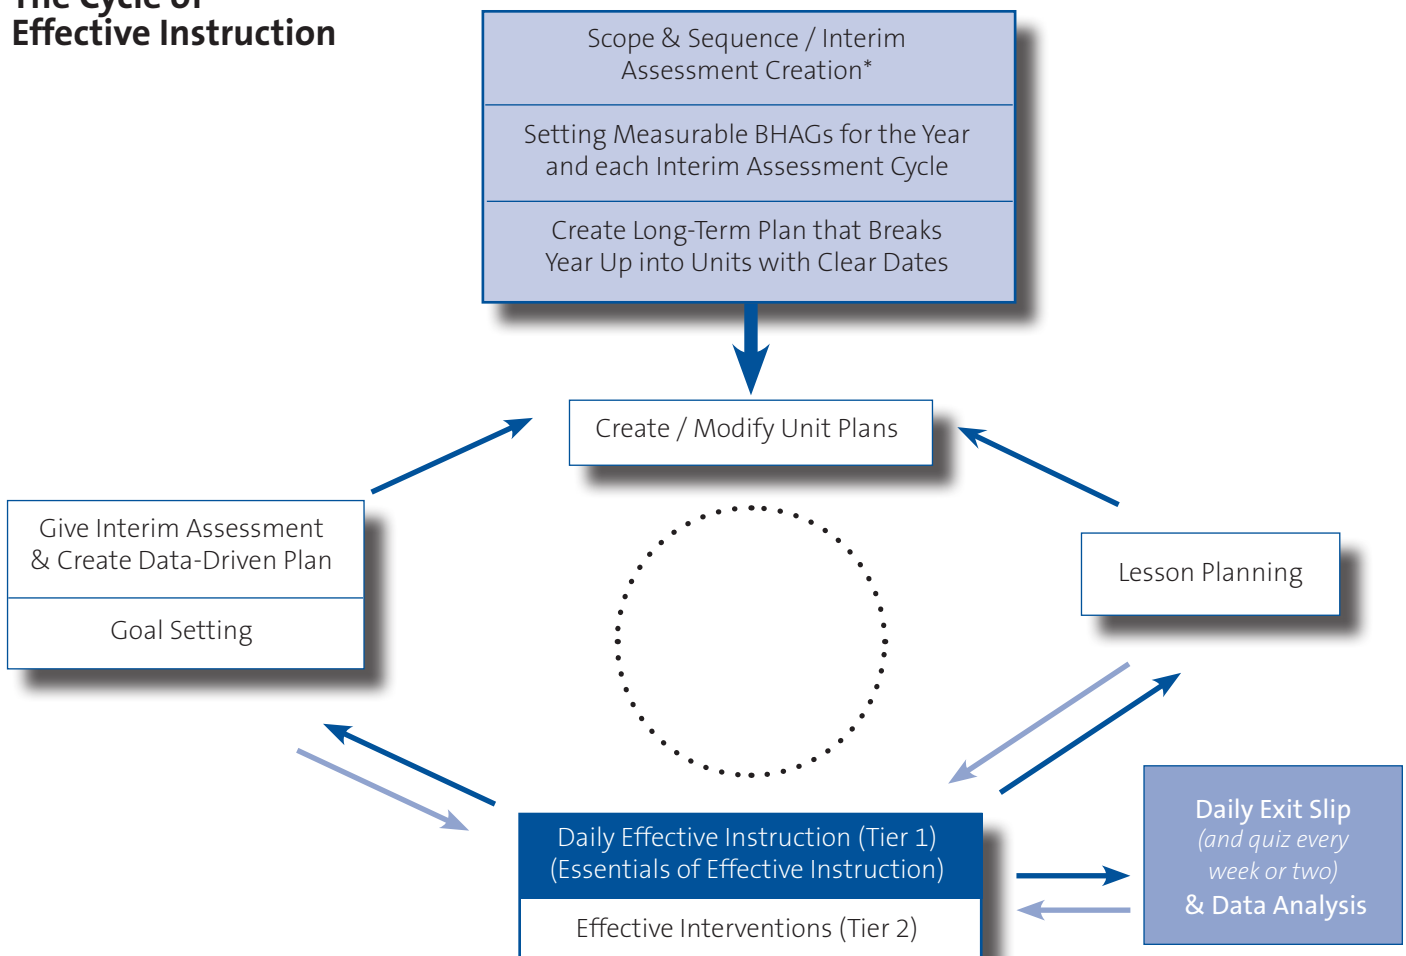 The Cycle of
Effective Instruction
Scope & Sequence / Interim
Assessment Creation*
Setting Measurable BHAGs for the Year
and each Interim Assessment Cycle
Create Long-Term Plan that Breaks
Year Up into Units with Clear Dates
Create / Modify Unit Plans
Give Interim Assessment
& Create Data-Driven Plan
Goal Setting
Lesson Planning
Daily Effective Instruction (Tier 1)
(Essentials of Effective Instruction)
Effective Interventions (Tier 2)
Daily Exit Slip
(and quiz every
week or two)
& Data Analysis